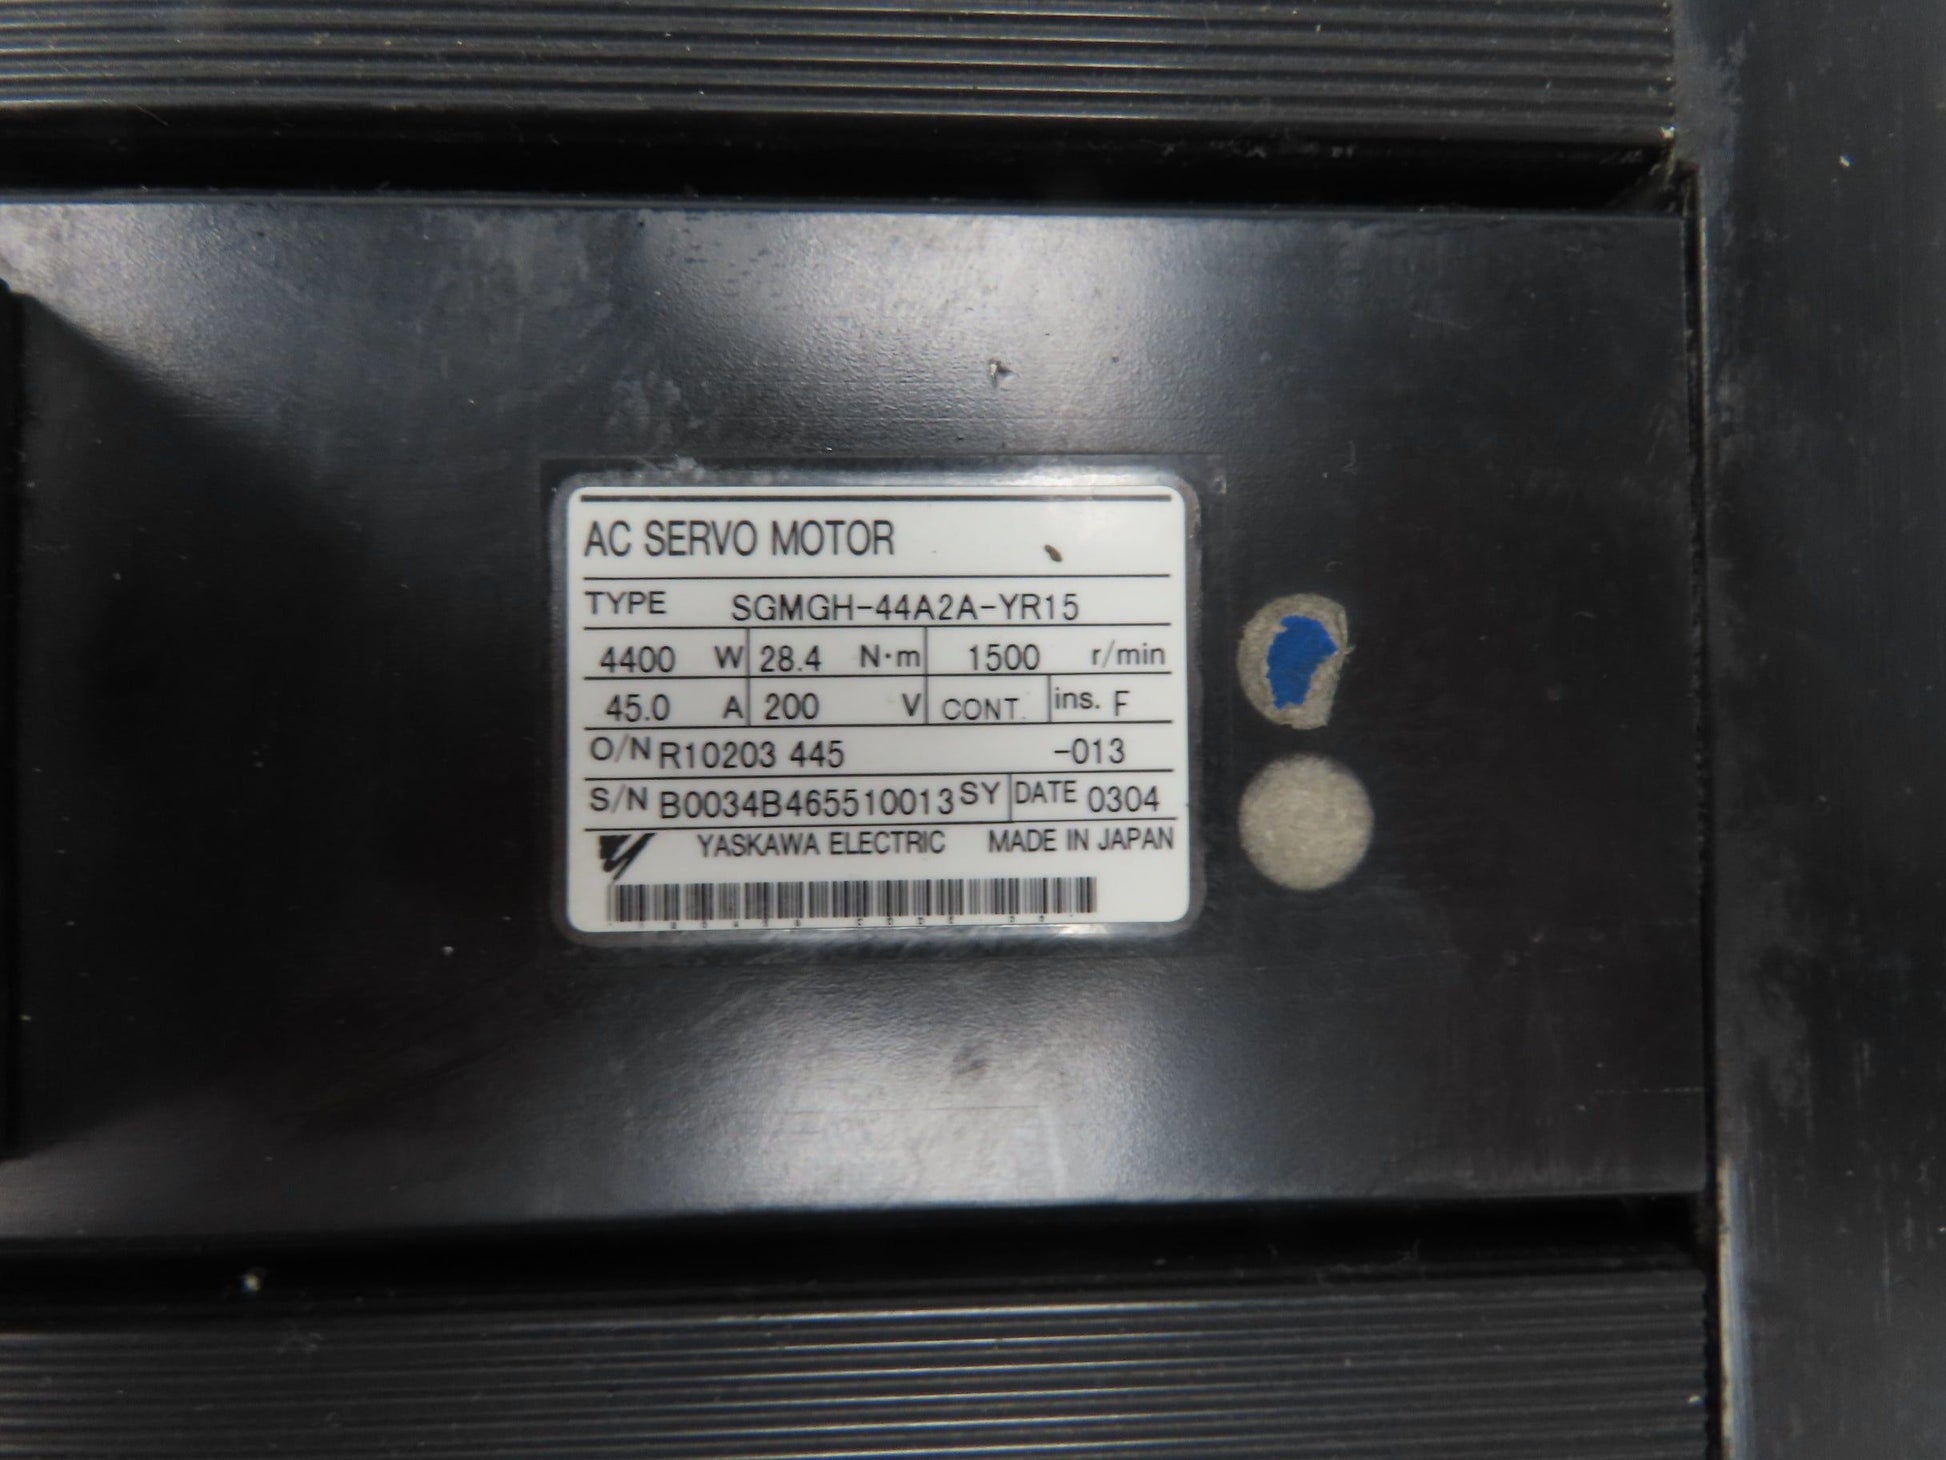 AC SERVO MOTOR
TYPE SGMGH-44A2A-YR15
4400 W 28.4 N·m 1500 r/min
45.0 A 200 V CONT. ins. F
O/N R10203 445 -013
S/N B0034B465510013 SY DATE 0304
YASKAWA ELECTRIC MADE IN JAPAN